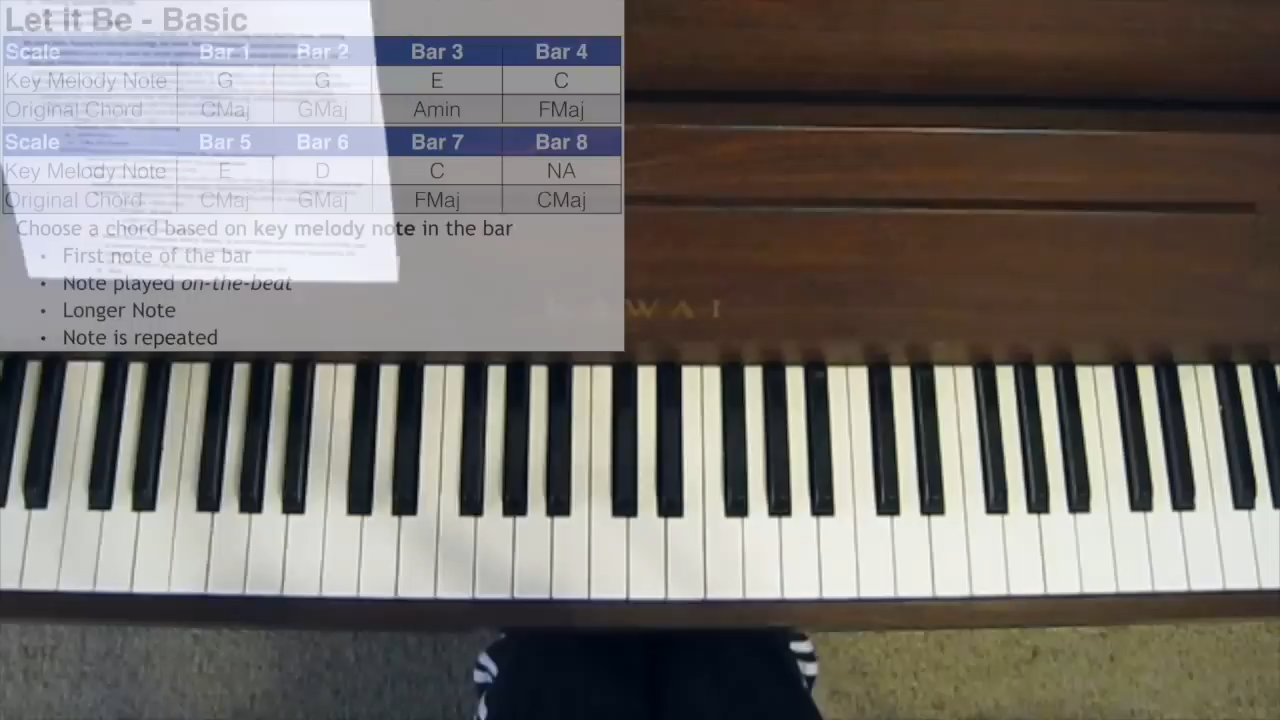 Let it Be - Basic
Scale Bar 1 Bar 2 Bar 3 Bar 4
Key Melody Note G G E C
Original Chord CMaj GMaj Amin FMaj
Scale Bar 5 Bar 6 Bar 7 Bar 8
Key Melody Note E D C NA
Original Chord CMaj GMaj FMaj CMaj
Choose a chord based on key melody note in the bar
• First note of the bar
• Note played on-the-beat
• Longer Note
• Note is repeated
KAWAI